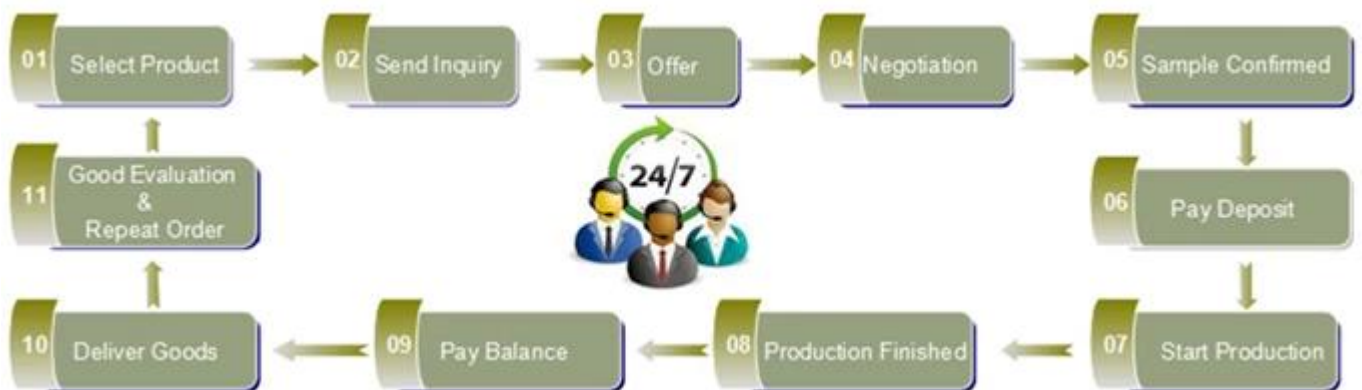 01 Select Product
02 Send Inquiry
03 Offer
04 Negotiation
05 Sample Confirmed
24/7
06 Pay Deposit
07 Start Production
08 Production Finished
09 Pay Balance
10 Deliver Goods
11 Good Evaluation
&
Repeat Order